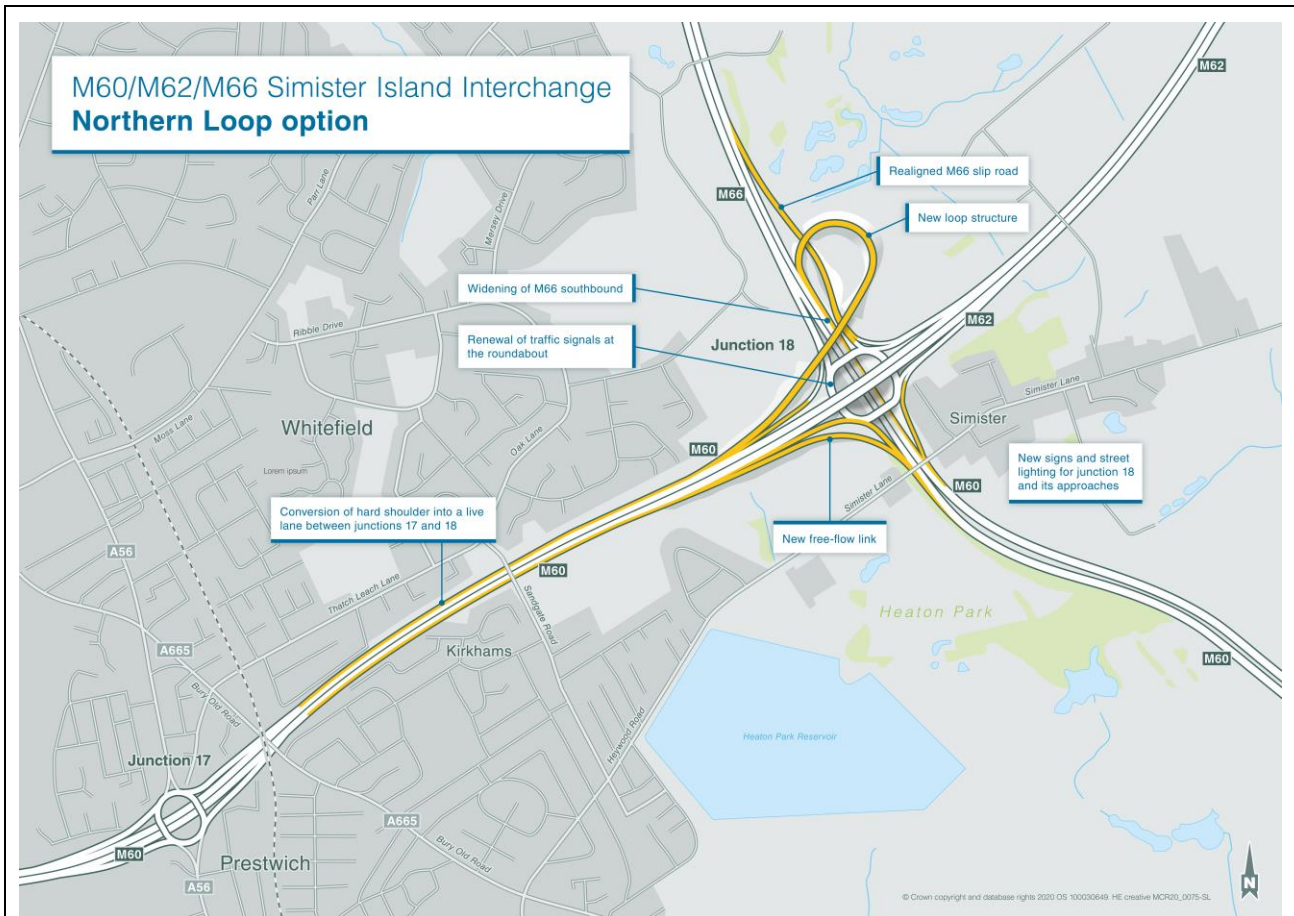 M60/M62/M66 Simister Island Interchange
Northern Loop option
M62
Parr Lane
Realigned M66 slip road
M66
New loop structure
Mersey Drive
Widening of M66 southbound
M62
Ribble Drive
Renewal of traffic signals at
the roundabout
Junction 18
Simister Lane
Whitefield
Simister
Moss Lane
Oak Lane
M60
Lorem ipsum
New signs and street
lighting for junction 18
and its approaches
Simister Lane
M60
Conversion of hard shoulder into a live
lane between junctions 17 and 18
New free-flow link
A56
M60
Thatch Leach Lane
Sandgate Road
Heaton Park
A665
Kirkhams
M60
Bury Old Road
Heywood Road
Heaton Park Reservoir
Junction 17
A665
M60
Prestwich
Bury Old Road
A56
N
© Crown copyright and database rights 2020 OS 100030649. HE creative MCR20_0075-SL